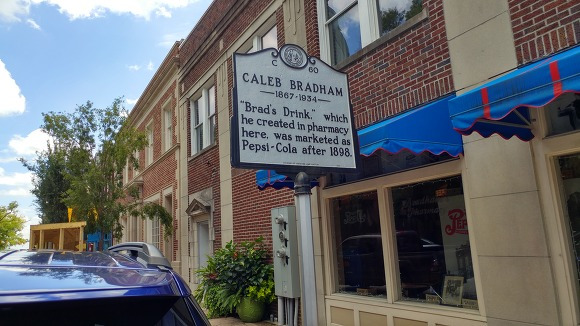 C 60
CALEB BRADHAM
1867-1934
"Brad's Drink," which
he created in pharmacy
here, was marketed as
Pepsi-Cola after 1898.